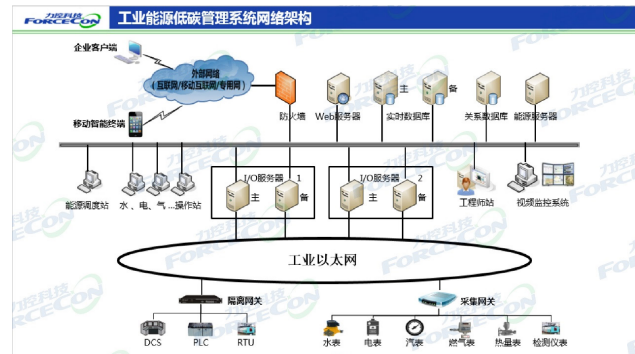 力控科技
FORCECON
工业能源低碳管理系统网络架构
企业客户端
外部网络
(互联网/移动互联网/专用网)
移动智能终端
防火墙
Web服务器
主
实时数据库
备
关系数据库
能源服务器
能源调度站
水、电、气...操作站
I/O服务器 1
主
备
I/O服务器 2
主
备
工程师站
视频监控系统
工业以太网
隔离网关
采集网关
DCS
PLC
RTU
水表
电表
汽表
燃气表
热量表
检测仪表